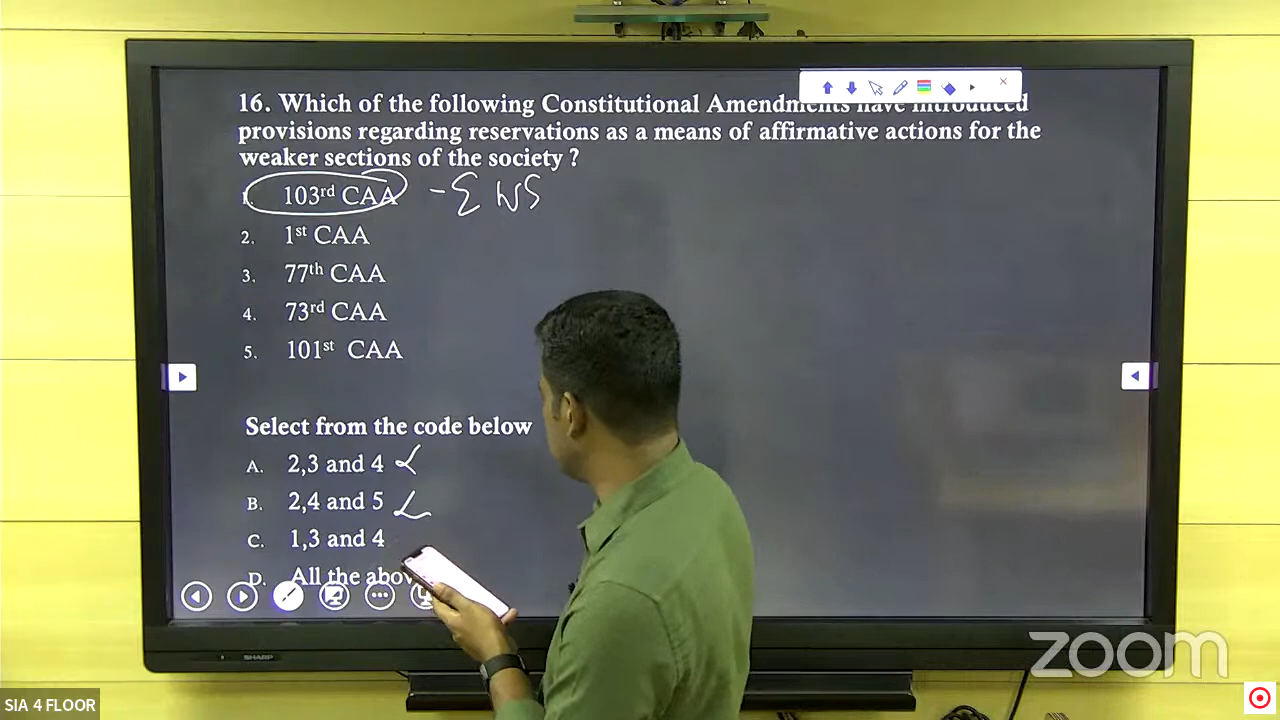 16. Which of the following Constitutional Amendments have introduced
provisions regarding reservations as a means of affirmative actions for the
weaker sections of the society ?
1. 103rd CAA - EWS
2. 1st CAA
3. 77th CAA
4. 73rd CAA
5. 101st CAA
Select from the code below
A. 2,3 and 4
B. 2,4 and 5
C. 1,3 and 4
D. All the abov
SHARP
zoom
SIA 4 FLOOR